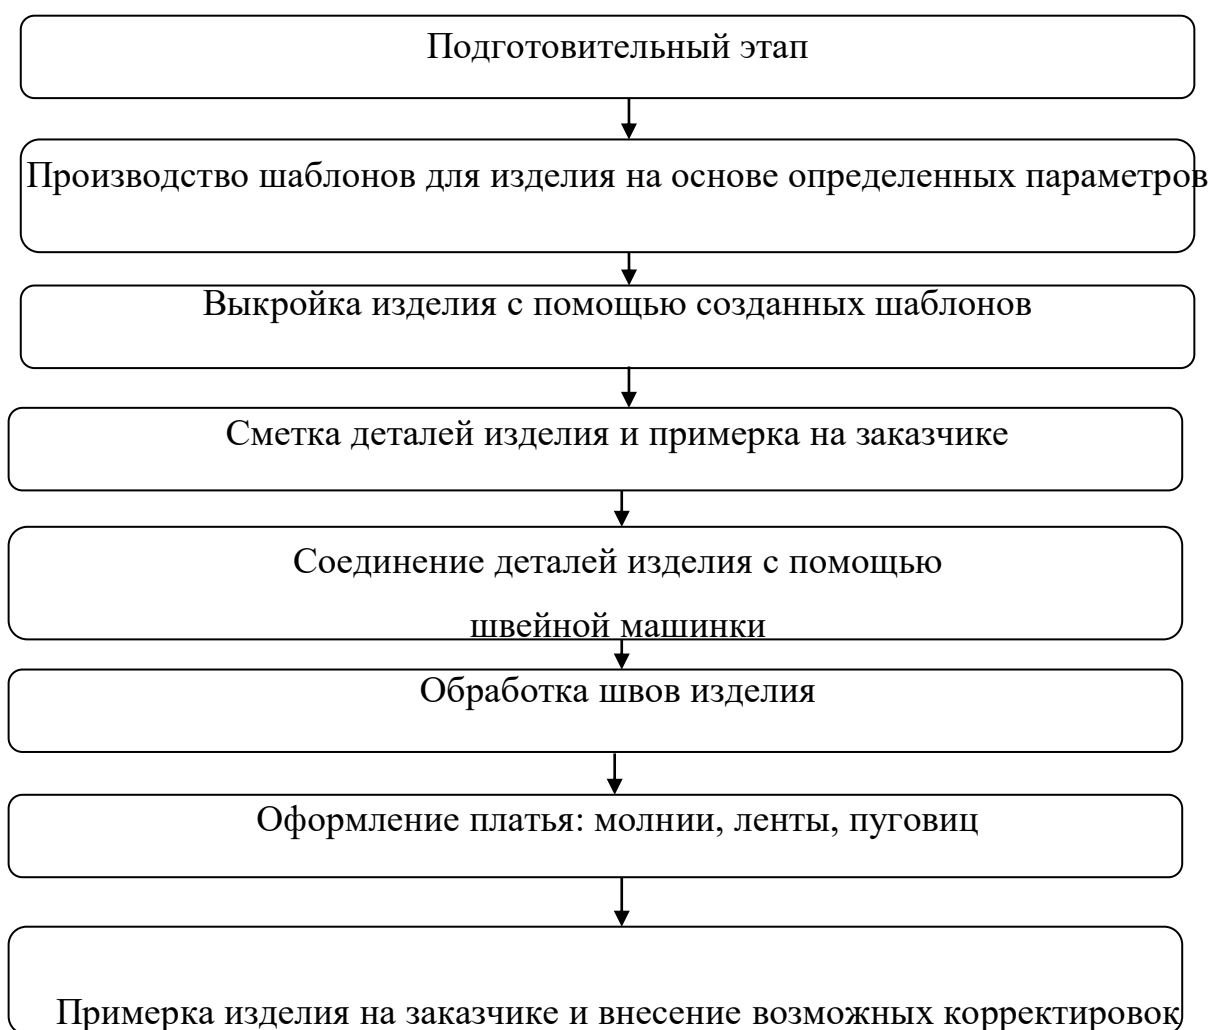 Подготовительный этап
Производство шаблонов для изделия на основе определенных параметров
Выкройка изделия с помощью созданных шаблонов
Сметка деталей изделия и примерка на заказчике
Соединение деталей изделия с помощью
швейной машинки
Обработка швов изделия
Оформление платья: молнии, ленты, пуговиц
Примерка изделия на заказчике и внесение возможных корректировок